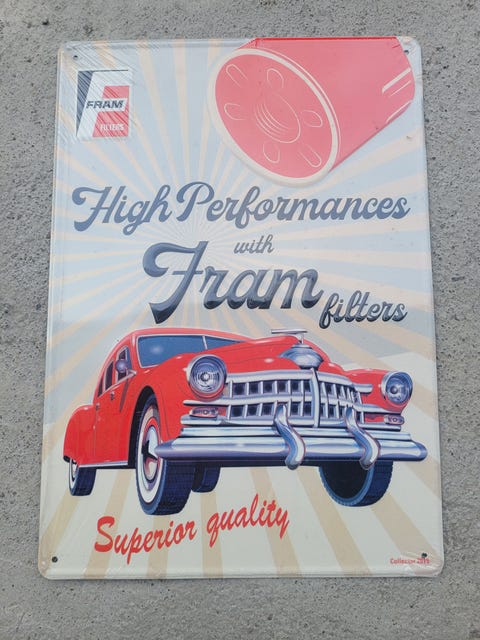 FRAM
FILTERS
High Performances
with
Fram
filters
Superior quality